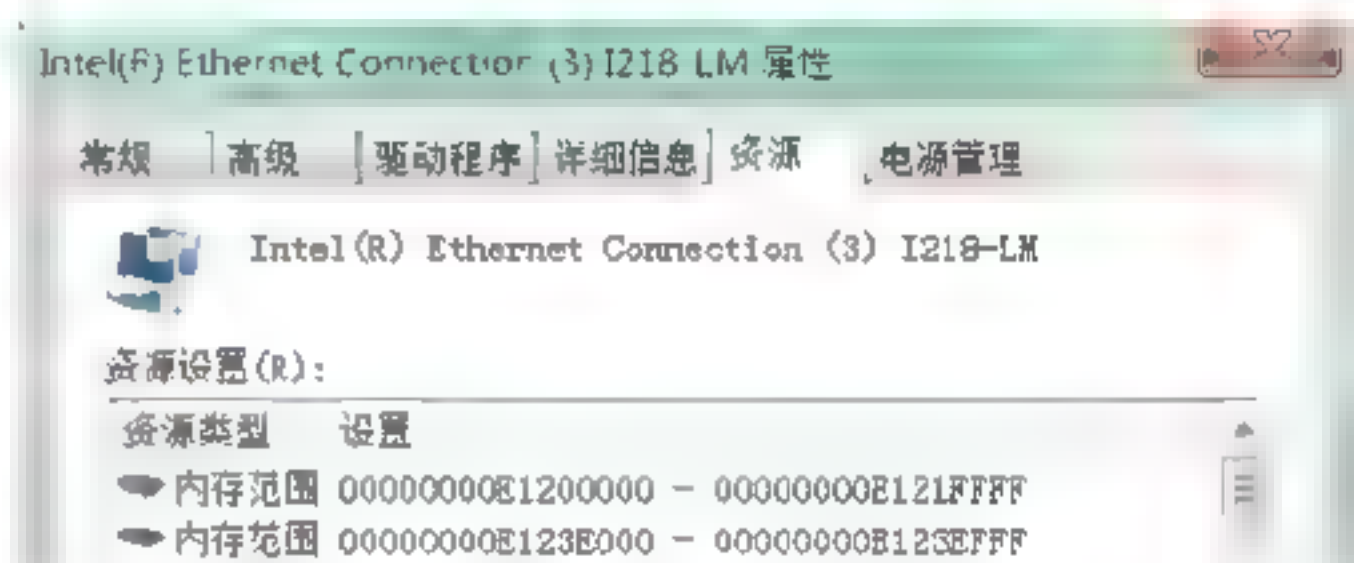 Intel(R) Ethernet Connection (3) I218-LM 属性
常规 高级 驱动程序 详细信息 资源 电源管理
Intel(R) Ethernet Connection (3) I218-LM
资源设置(R):
资源类型 设置
内存范围 00000000E1200000 - 00000000E121FFFF
内存范围 00000000E123E000 - 00000000E123EFFF